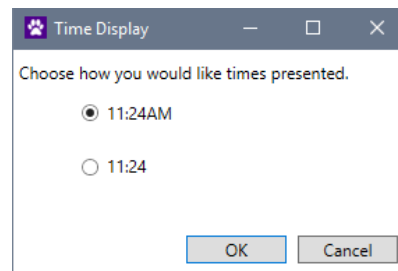 Time Display
Choose how you would like times presented.
11:24AM
11:24
OK Cancel